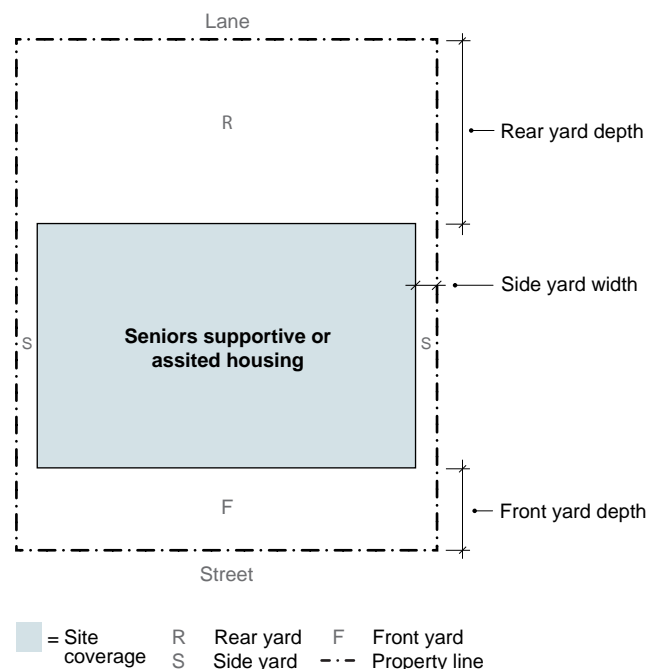 Lane
R
Rear yard depth
Side yard width
S
Seniors supportive or
assited housing
S
F
Front yard depth
Street
= Site
coverage
R Rear yard
S Side yard
F Front yard
Property line